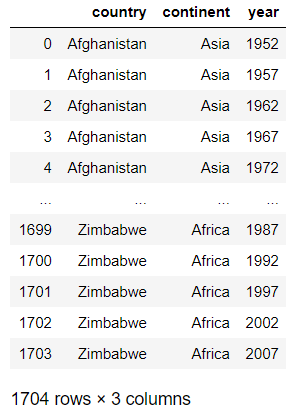 country continent year
0 Afghanistan Asia 1952
1 Afghanistan Asia 1957
2 Afghanistan Asia 1962
3 Afghanistan Asia 1967
4 Afghanistan Asia 1972
... ... ... ...
1699 Zimbabwe Africa 1987
1700 Zimbabwe Africa 1992
1701 Zimbabwe Africa 1997
1702 Zimbabwe Africa 2002
1703 Zimbabwe Africa 2007
1704 rows × 3 columns